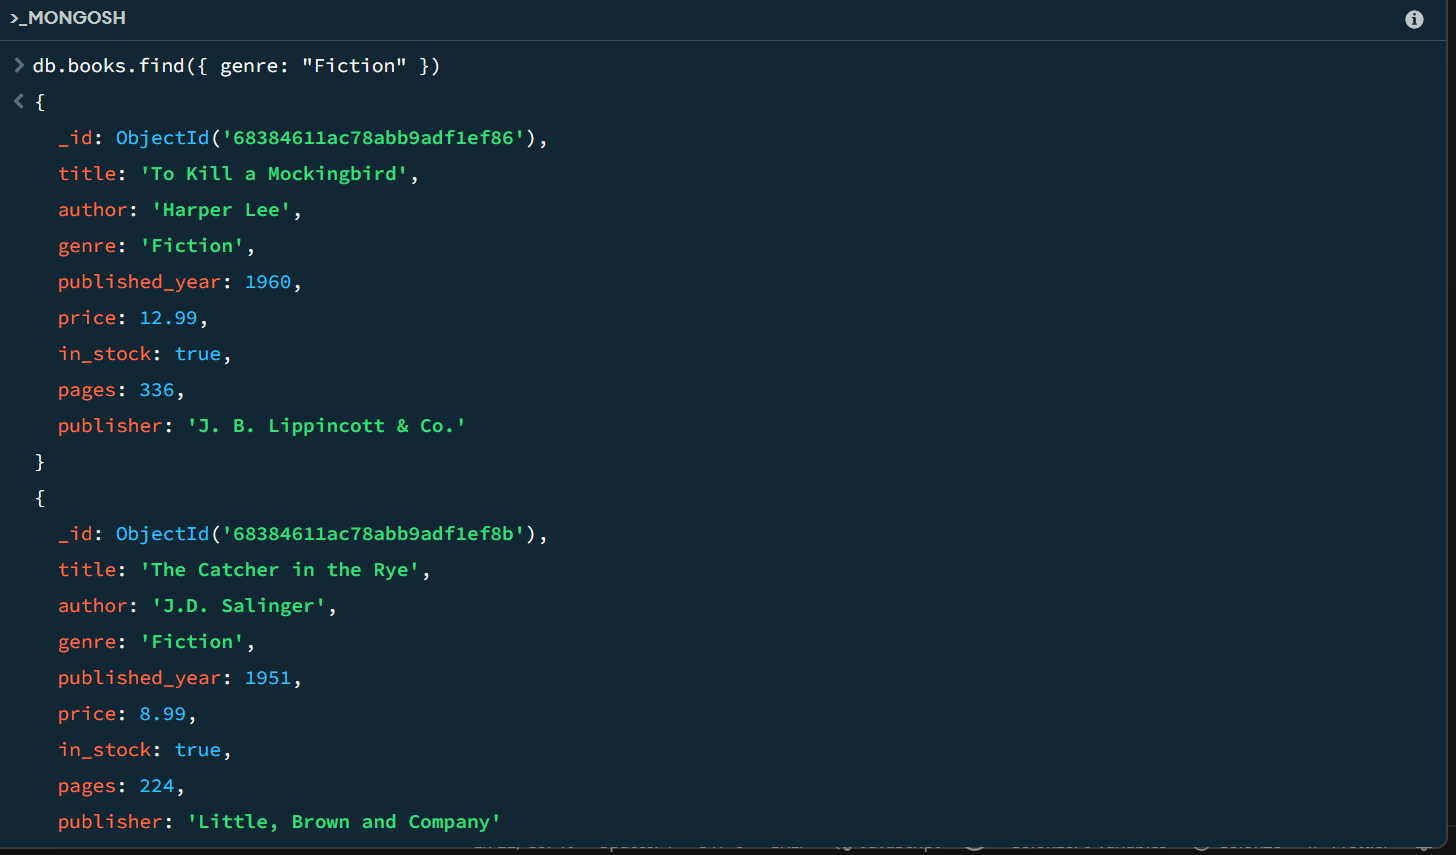 >_MONGOSH
> db.books.find({ genre: "Fiction" })
< {
_id: ObjectId('68384611ac78abb9adf1ef86'),
title: 'To Kill a Mockingbird',
author: 'Harper Lee',
genre: 'Fiction',
published_year: 1960,
price: 12.99,
in_stock: true,
pages: 336,
publisher: 'J. B. Lippincott & Co.'
}
{
_id: ObjectId('68384611ac78abb9adf1ef8b'),
title: 'The Catcher in the Rye',
author: 'J.D. Salinger',
genre: 'Fiction',
published_year: 1951,
price: 8.99,
in_stock: true,
pages: 224,
publisher: 'Little, Brown and Company'